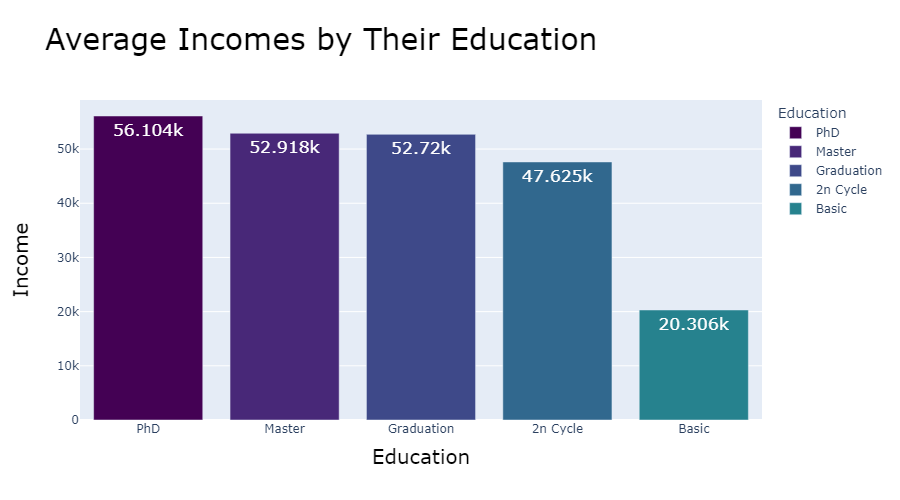 Average Incomes by Their Education
Education
PhD
Master
Graduation
2n Cycle
Basic
56.104k
52.918k
52.72k
47.625k
20.306k
50k
40k
30k
20k
10k
0
Income
PhD
Master
Graduation
2n Cycle
Basic
Education